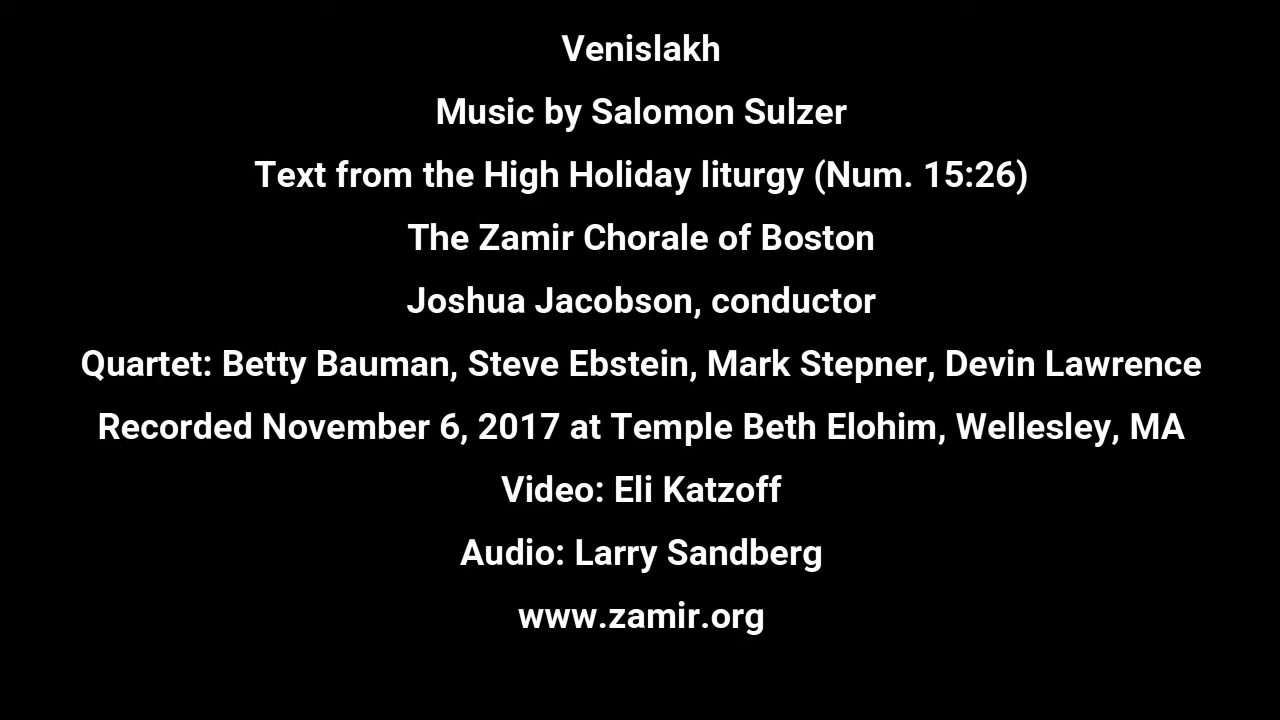 Venislakh
Music by Salomon Sulzer
Text from the High Holiday liturgy (Num. 15:26)
The Zamir Chorale of Boston
Joshua Jacobson, conductor
Quartet: Betty Bauman, Steve Ebstein, Mark Stepner, Devin Lawrence
Recorded November 6, 2017 at Temple Beth Elohim, Wellesley, MA
Video: Eli Katzoff
Audio: Larry Sandberg
www.zamir.org